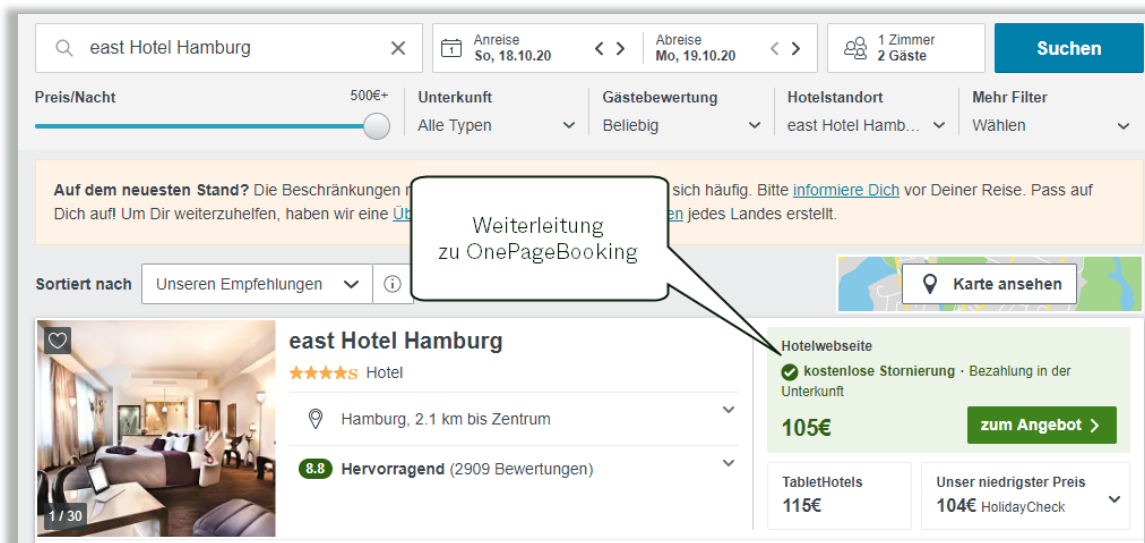 east Hotel Hamburg
Anreise
So, 18.10.20
Abreise
Mo, 19.10.20
1 Zimmer
2 Gäste
Suchen
Preis/Nacht
500€+
Unterkunft
Alle Typen
Gästebewertung
Beliebig
Hotelstandort
east Hotel Hamb...
Mehr Filter
Wählen
Auf dem neuesten Stand? Die Beschränkungen sich häufig. Bitte informiere Dich vor Deiner Reise. Pass auf
Dich auf! Um Dir weiterzuhelfen, haben wir eine jedes Landes erstellt.
Weiterleitung
zu OnePageBooking
Sortiert nach
Unseren Empfehlungen
Karte ansehen
east Hotel Hamburg
S Hotel
Hamburg, 2.1 km bis Zentrum
8.8 Hervorragend (2909 Bewertungen)
1 / 30
Hotelwebseite
kostenlose Stornierung · Bezahlung in der
Unterkunft
105€
zum Angebot
TabletHotels
115€
Unser niedrigster Preis
104€ HolidayCheck